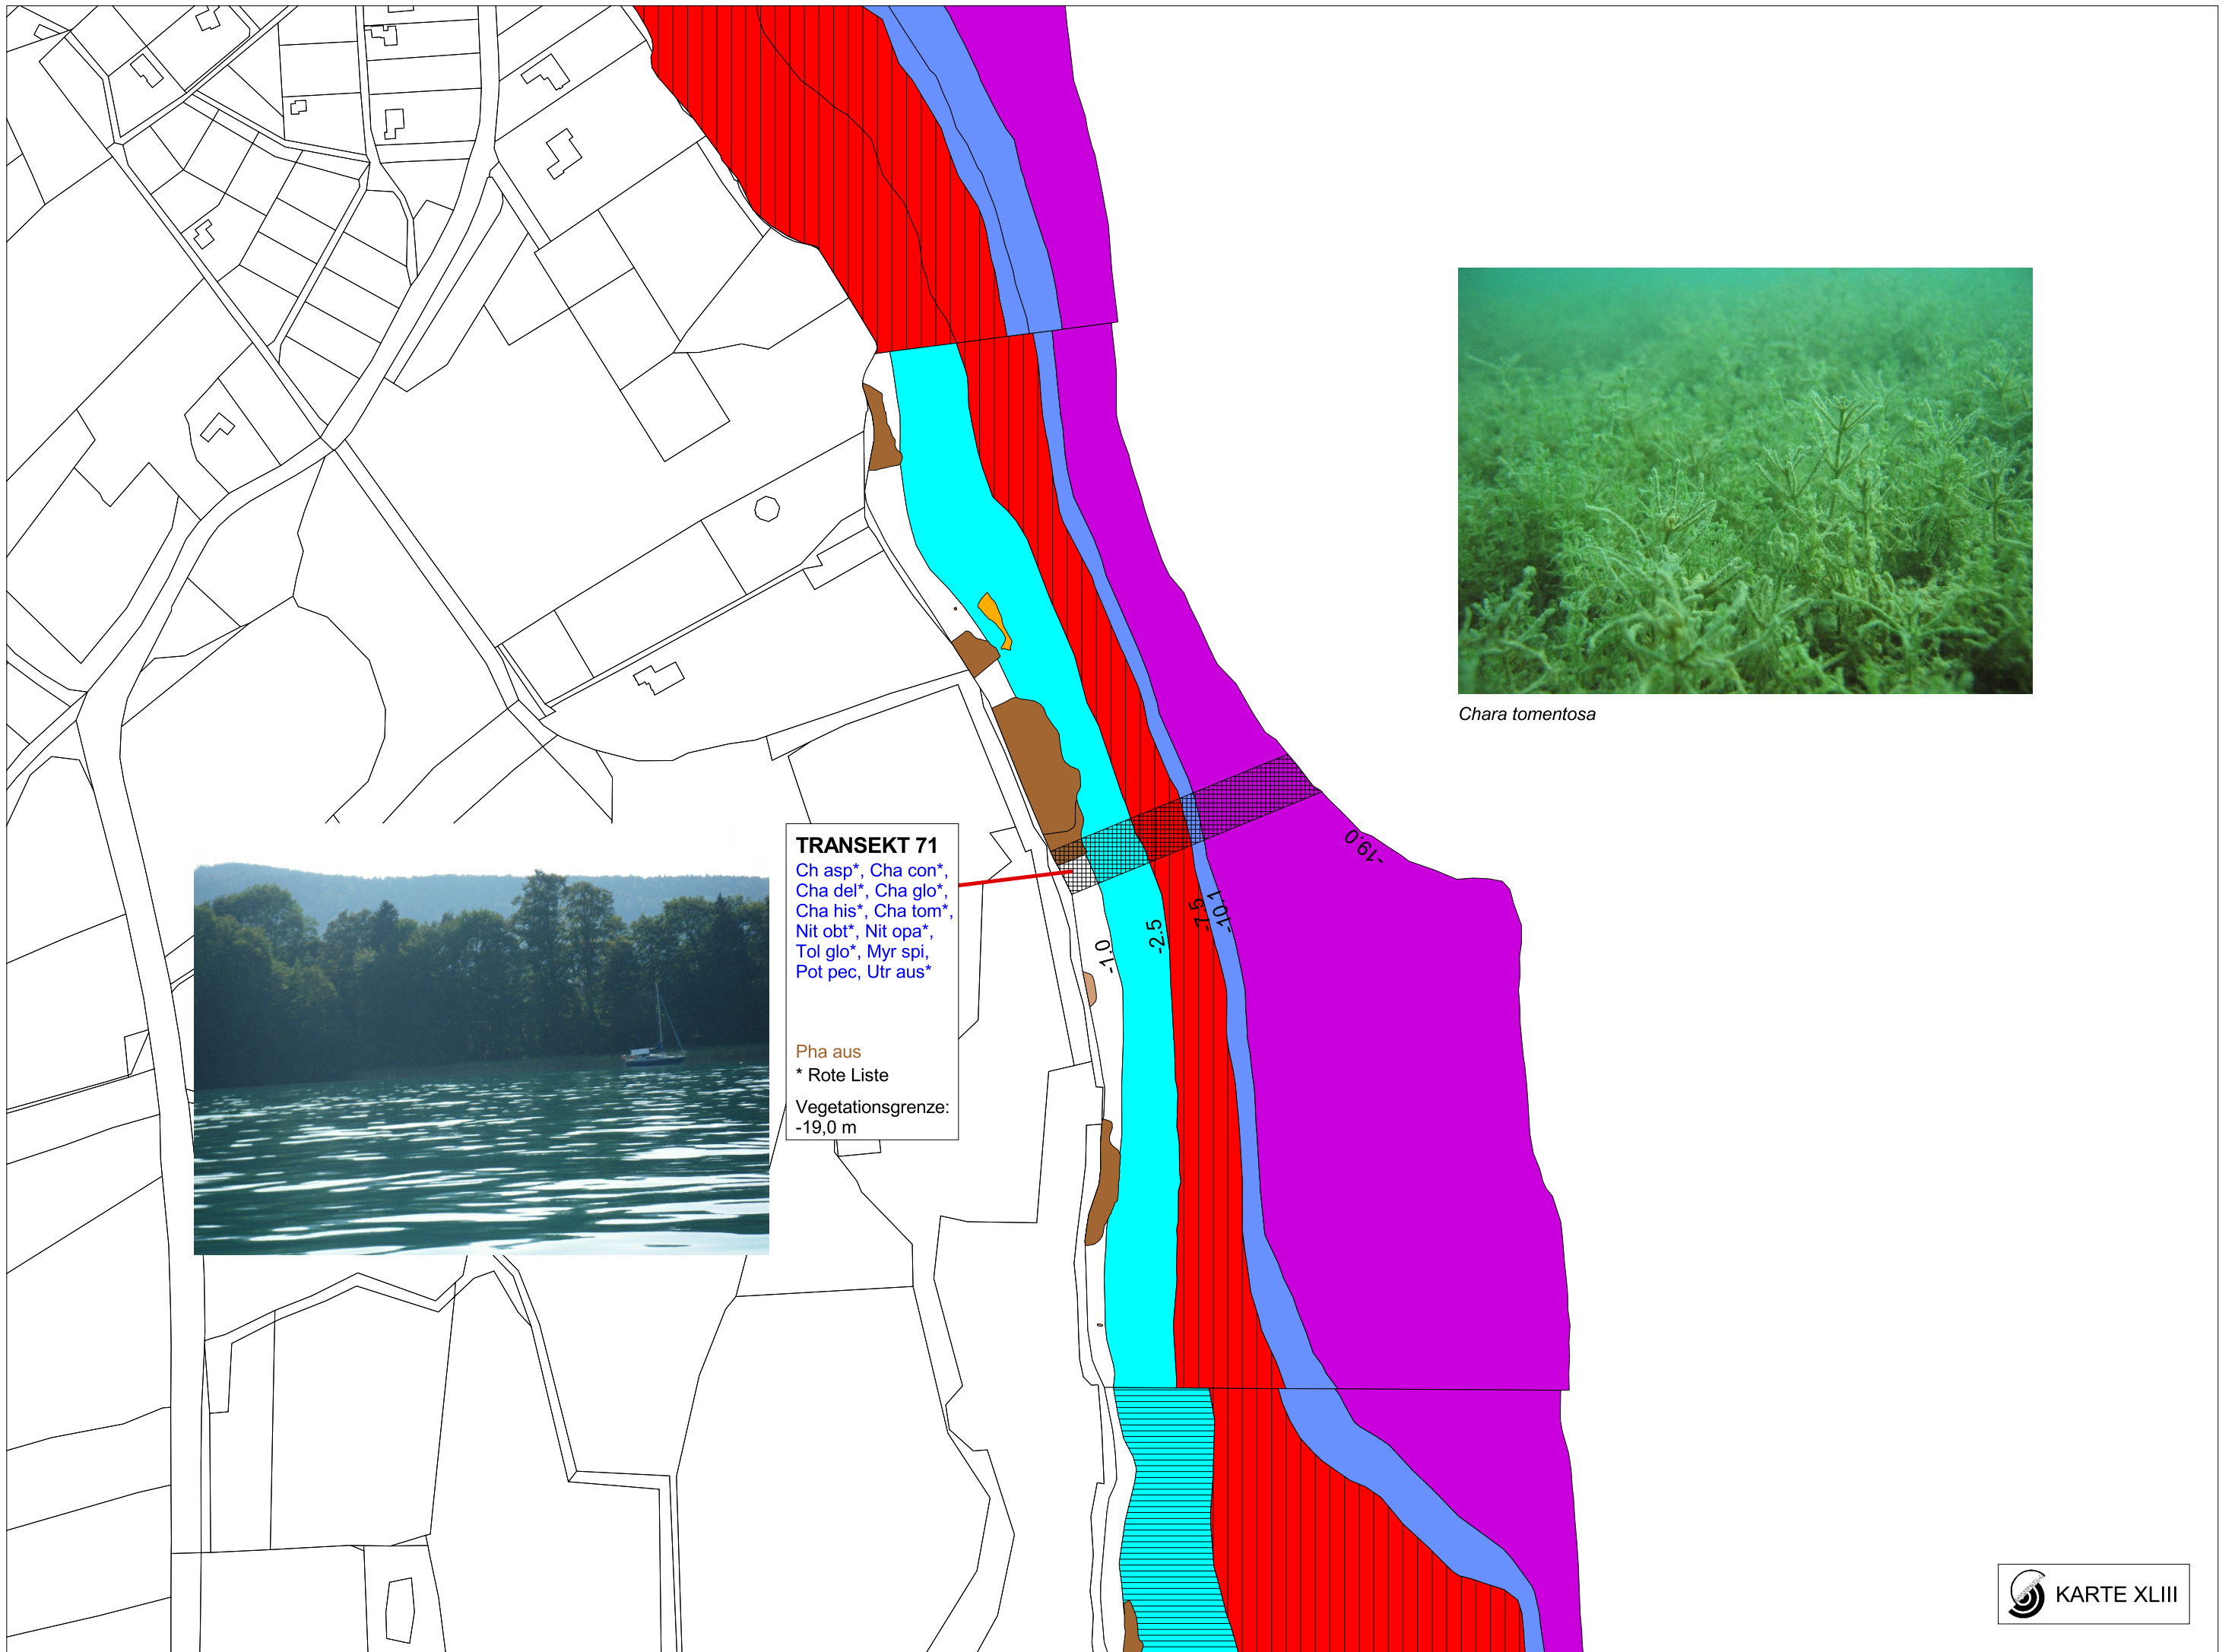 Chara tomentosa
TRANSEKT 71
Ch asp*, Cha con*,
Cha del*, Cha glo*,
Cha his*, Cha tom*,
Nit obt*, Nit opa*,
Tol glo*, Myr spi,
Pot pec, Utr aus*
Pha aus
* Rote Liste
Vegetationsgrenze:
-19,0 m
-1.0
-2.5
-7.5
-10.1
-19.0
KARTE XLIII